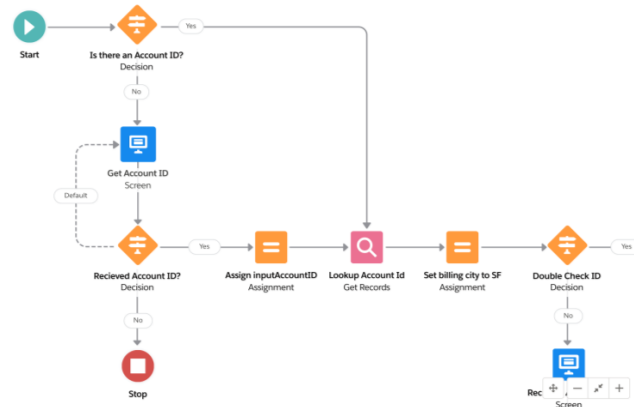 Yes
Start
Is there an Account ID?
Decision
No
Get Account ID
Screen
Default
Yes
Yes
Recieved Account ID?
Decision
Assign inputAccountID
Assignment
Lookup Account Id
Get Records
Set billing city to SF
Assignment
Double Check ID
Decision
No
No
Stop
Screen